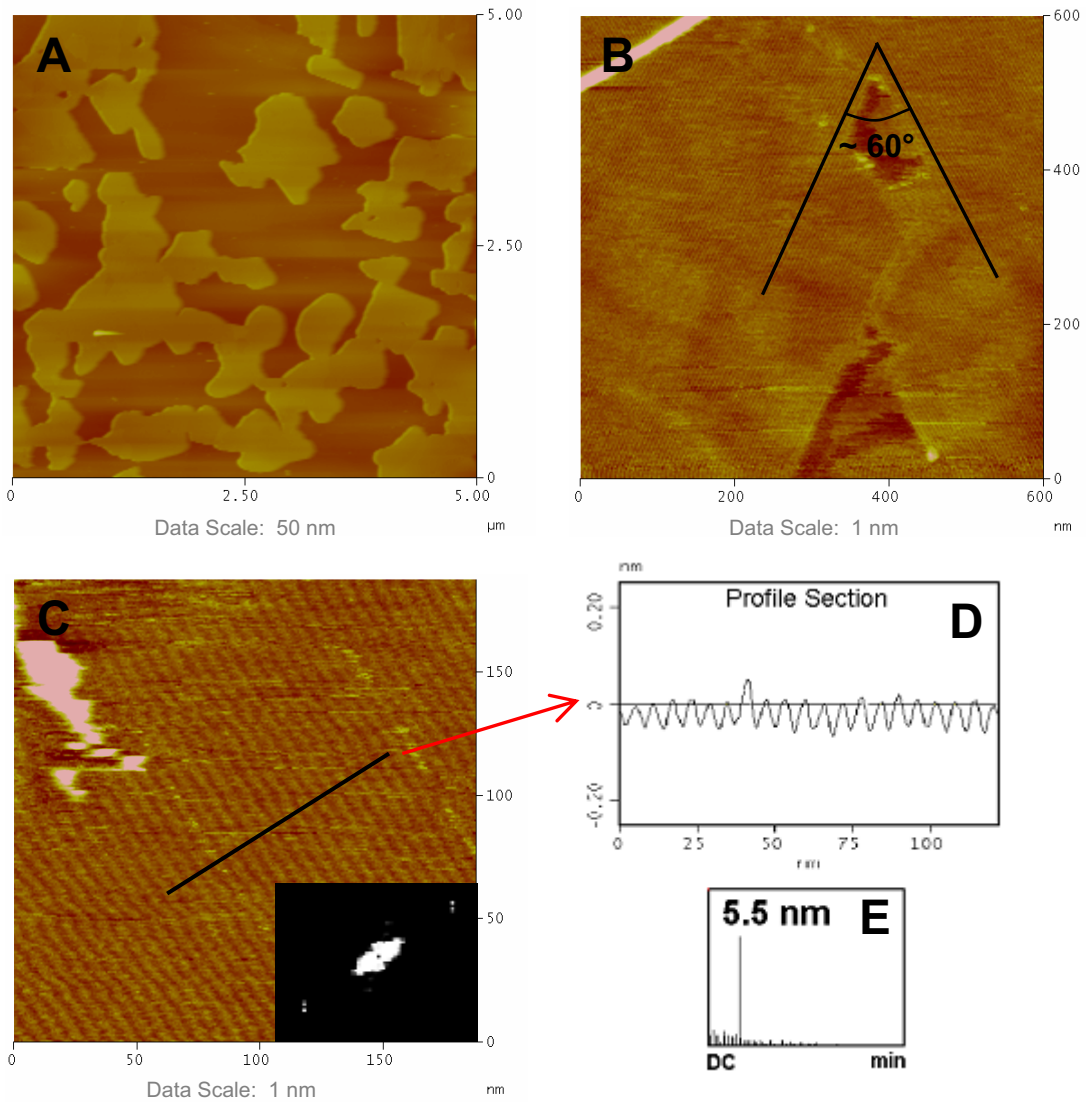 A
5.00
2.50
0
0
2.50
5.00
µm
Data Scale: 50 nm
B
~ 60°
600
400
200
0
0
200
400
600
nm
Data Scale: 1 nm
C
150
100
50
0
0
50
100
150
nm
Data Scale: 1 nm
nm
Profile Section
D
0.20
0
-0.20
0
25
50
75
100
nm
5.5 nm
E
DC
min